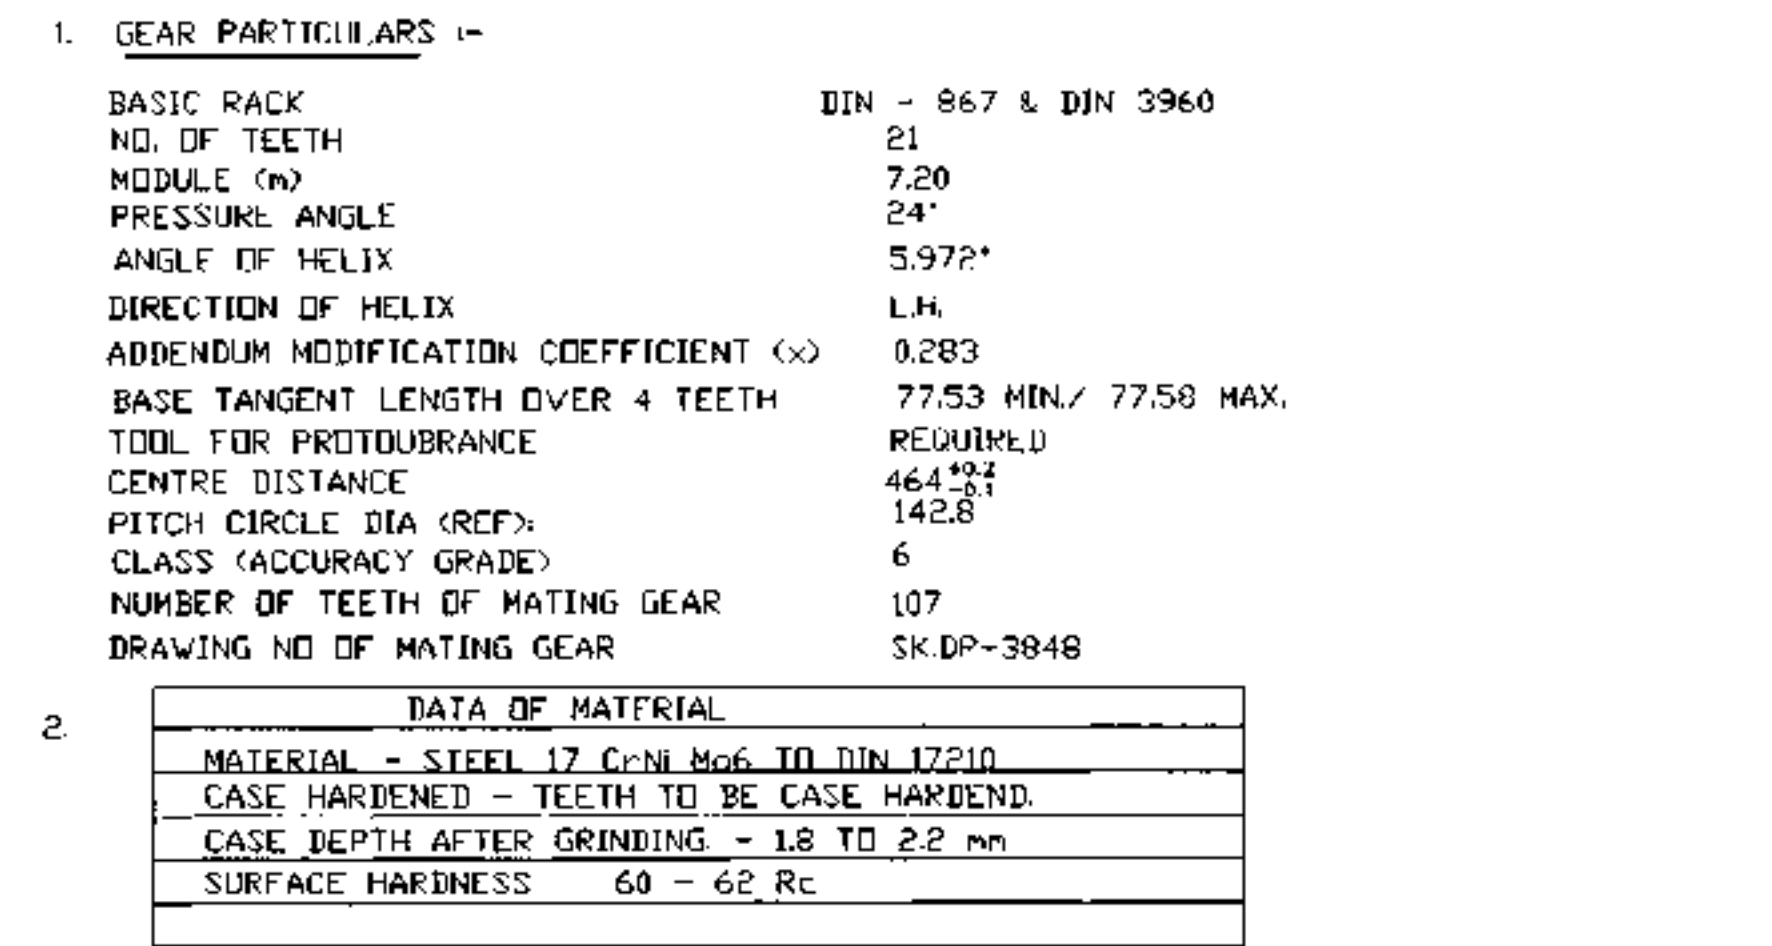 1. GEAR PARTICULARS :-
BASIC RACK DIN - 867 & DIN 3960
NO. OF TEETH 21
MODULE (m) 7.20
PRESSURE ANGLE 24°
ANGLE OF HELIX 5.972°
DIRECTION OF HELIX L.H.
ADDENDUM MODIFICATION COEFFICIENT (x) 0.283
BASE TANGENT LENGTH OVER 4 TEETH 77.53 MIN./ 77.58 MAX.
TOOL FOR PROTOUBRANCE REQUIRED
CENTRE DISTANCE 464 +0.2 -0.1
PITCH CIRCLE DIA (REF): 142.8
CLASS (ACCURACY GRADE) 6
NUMBER OF TEETH OF MATING GEAR 107
DRAWING NO OF MATING GEAR SK.DP-3848
2. DATA OF MATERIAL
MATERIAL - STEEL 17 CrNi Mo6 TO DIN 17210
CASE HARDENED - TEETH TO BE CASE HARDEND.
CASE DEPTH AFTER GRINDING. - 1.8 TO 2.2 mm
SURFACE HARDNESS 60 - 62 Rc